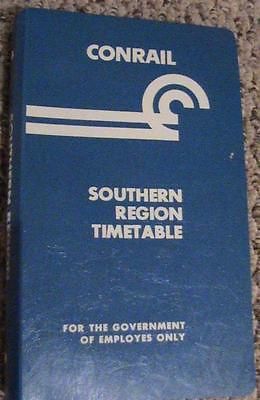 CONRAIL
SOUTHERN
REGION
TIMETABLE
FOR THE GOVERNMENT
OF EMPLOYES ONLY